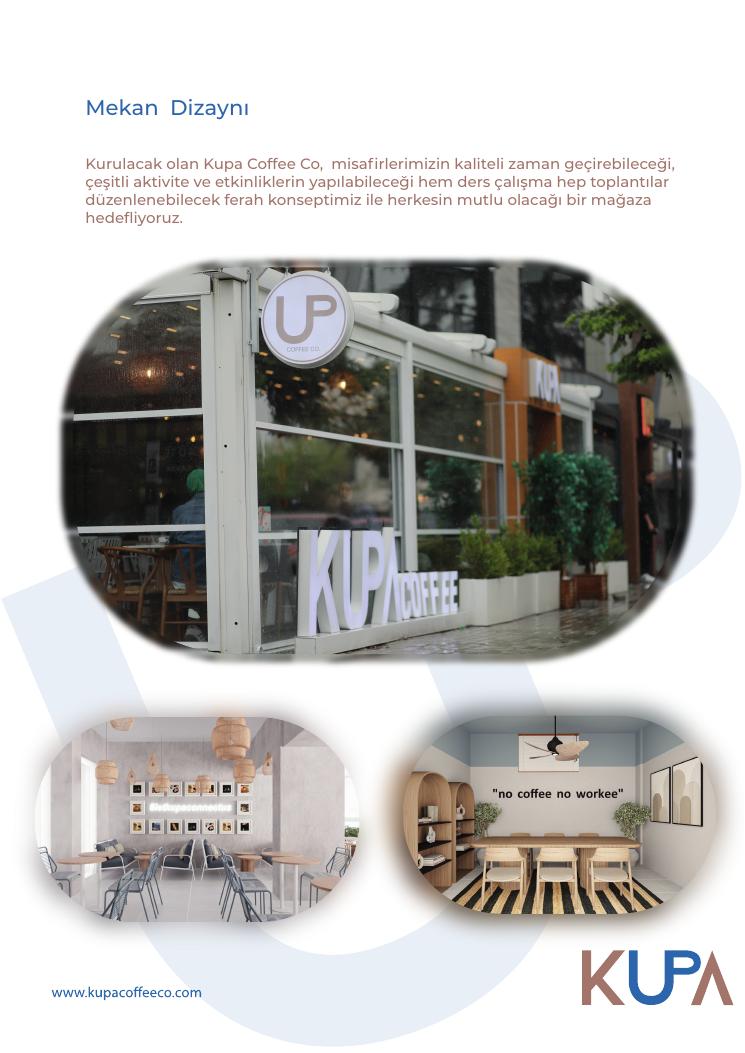 Mekan Dizaynı
Kurulacak olan Kupa Coffee Co, misafirlerimizin kaliteli zaman geçirebileceği,
çeşitli aktivite ve etkinliklerin yapılabileceği hem ders çalışma hep toplantılar
düzenlenebilecek ferah konseptimiz ile herkesin mutlu olacağı bir mağaza
hedefliyoruz.
UP
COFFEE CO.
KUPA
KUPA COFFEE
"no coffee no workee"
www.kupacoffeeco.com
KUPA